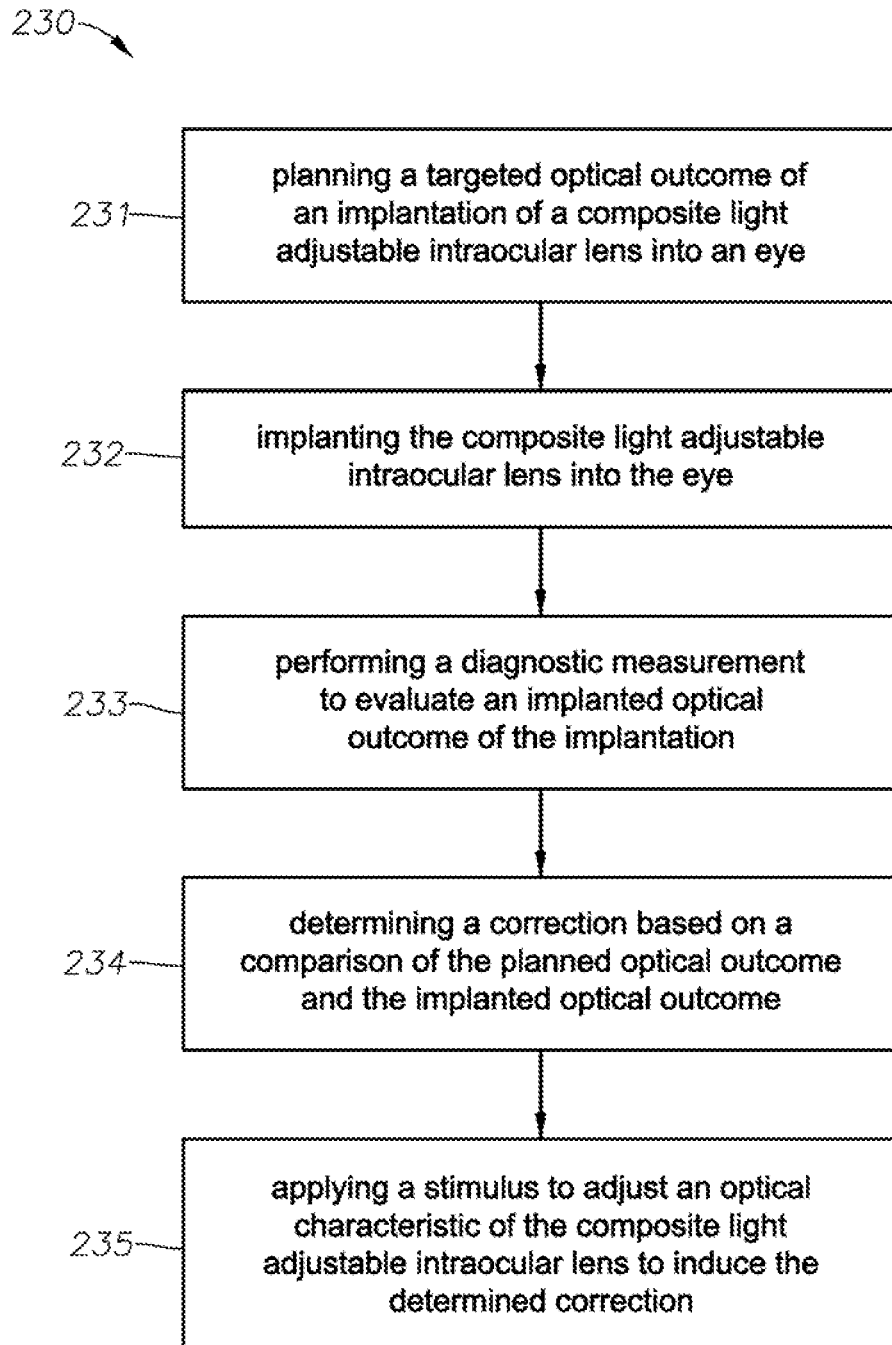 230
231
planning a targeted optical outcome of
an implantation of a composite light
adjustable intraocular lens into an eye
232
implanting the composite light adjustable
intraocular lens into the eye
233
performing a diagnostic measurement
to evaluate an implanted optical
outcome of the implantation
234
determining a correction based on a
comparison of the planned optical outcome
and the implanted optical outcome
235
applying a stimulus to adjust an optical
characteristic of the composite light
adjustable intraocular lens to induce the
determined correction